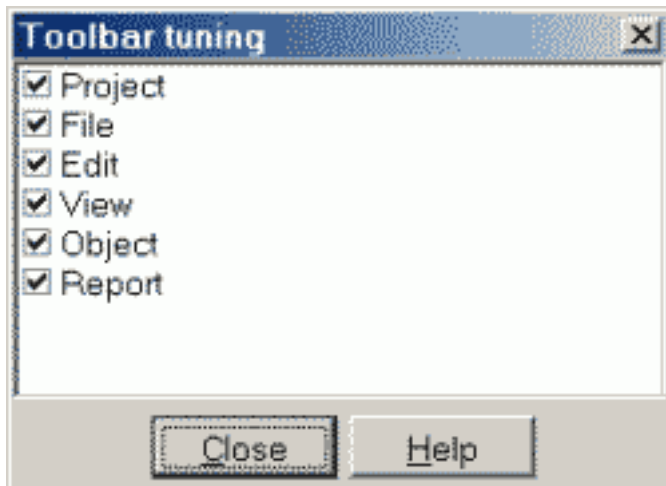 Toolbar tuning
Project
File
Edit
View
Object
Report
Close Help